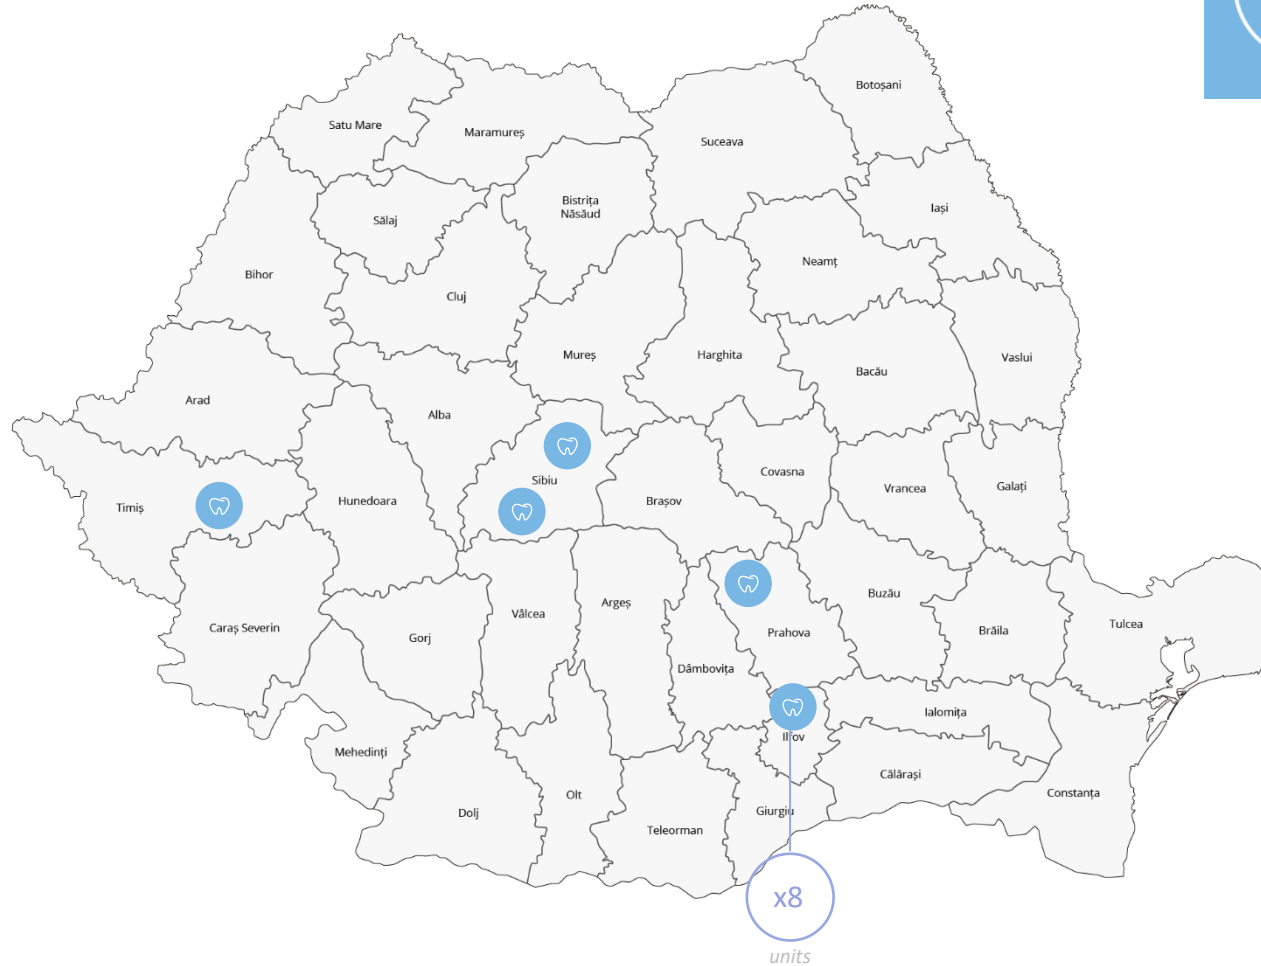 Botoșani
Satu Mare
Maramureș
Suceava
Bistrița
Năsăud
Iași
Sălaj
Neamț
Bihor
Cluj
Mureș
Harghita
Vaslui
Bacău
Arad
Alba
Covasna
Sibiu
Galați
Vrancea
Hunedoara
Brașov
Timiș
Buzău
Argeș
Vâlcea
Tulcea
Caraș Severin
Brăila
Prahova
Gorj
Dâmbovița
Ialomița
Ilfov
Mehedinți
Călărași
Constanța
Olt
Giurgiu
Dolj
Teleorman
x8
units